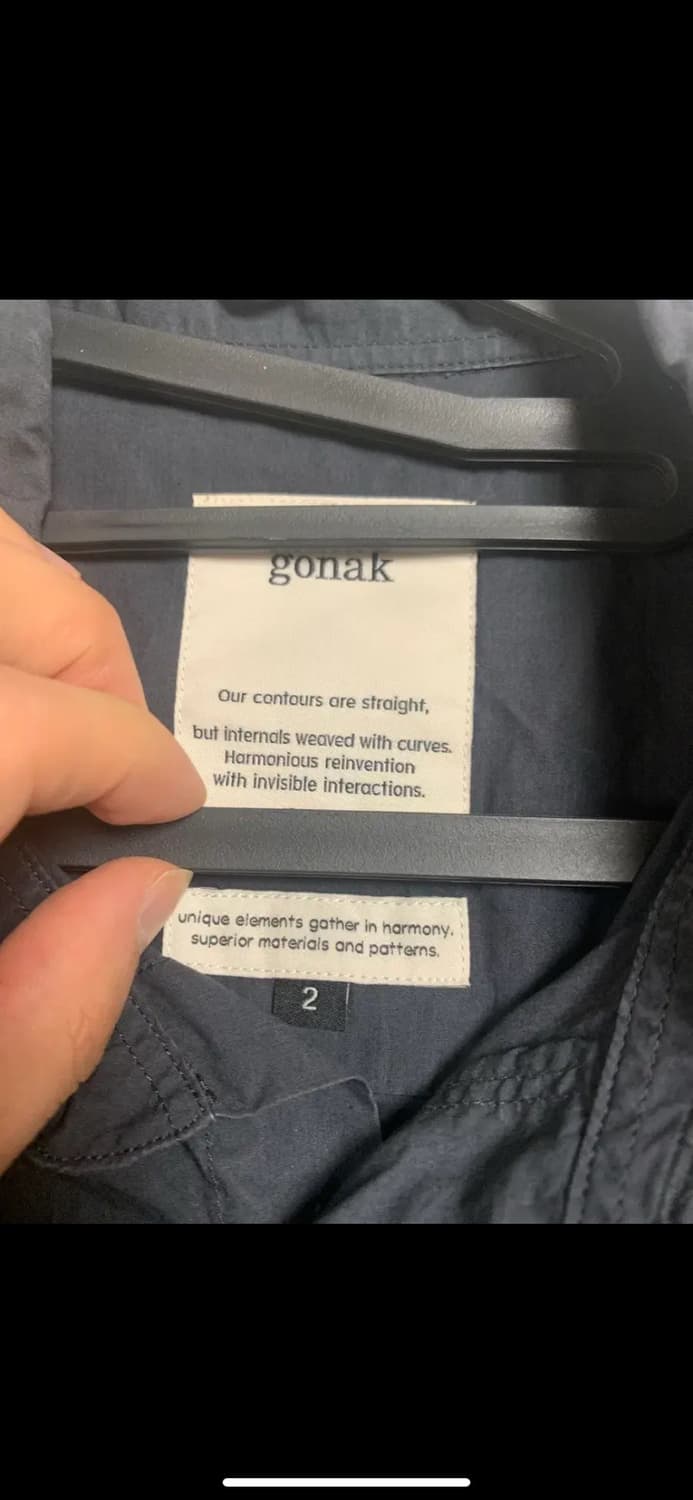 gonak
Our contours are straight,
but internals weaved with curves.
Harmonious reinvention
with invisible interactions.
unique elements gather in harmony.
superior materials and patterns.
2